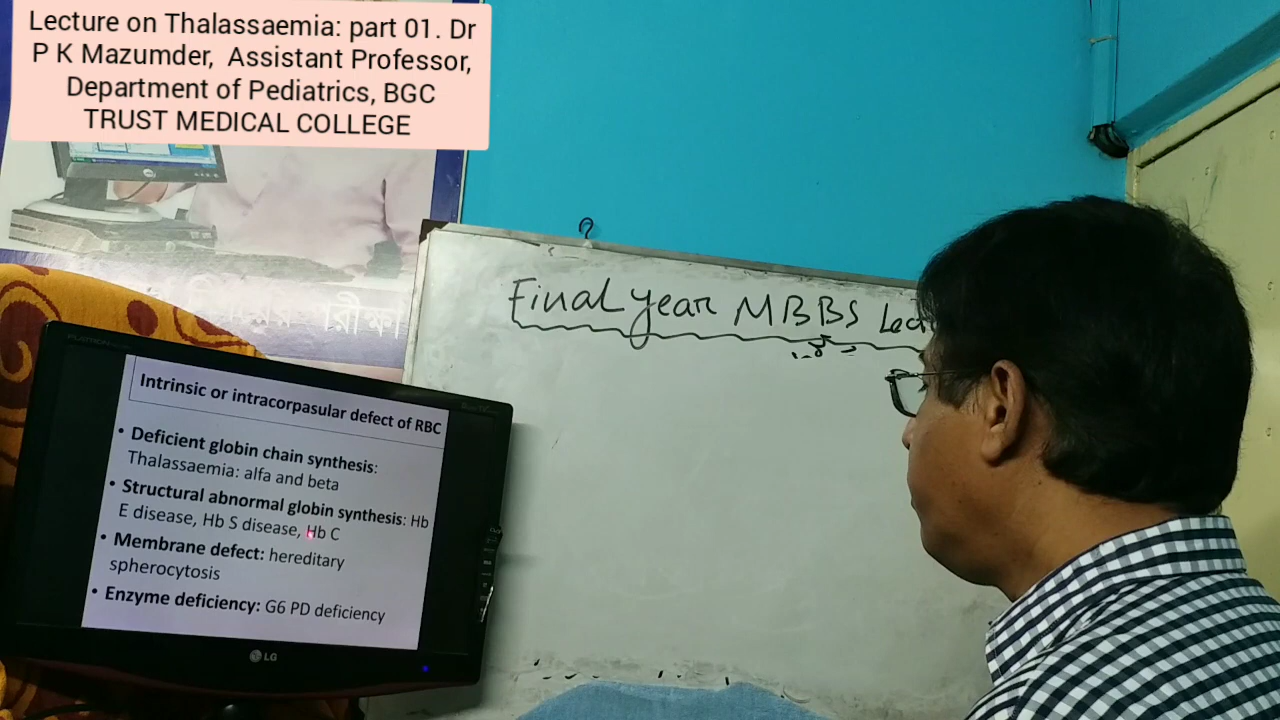 Lecture on Thalassaemia: part 01. Dr
P K Mazumder, Assistant Professor,
Department of Pediatrics, BGC
TRUST MEDICAL COLLEGE
Final year MBBS Lec
Intrinsic or intracorpasular defect of RBC
• Deficient globin chain synthesis:
Thalassaemia: alfa and beta
• Structural abnormal globin synthesis: Hb
E disease, Hb S disease, Hb C
• Membrane defect: hereditary
spherocytosis
• Enzyme deficiency: G6 PD deficiency
LG